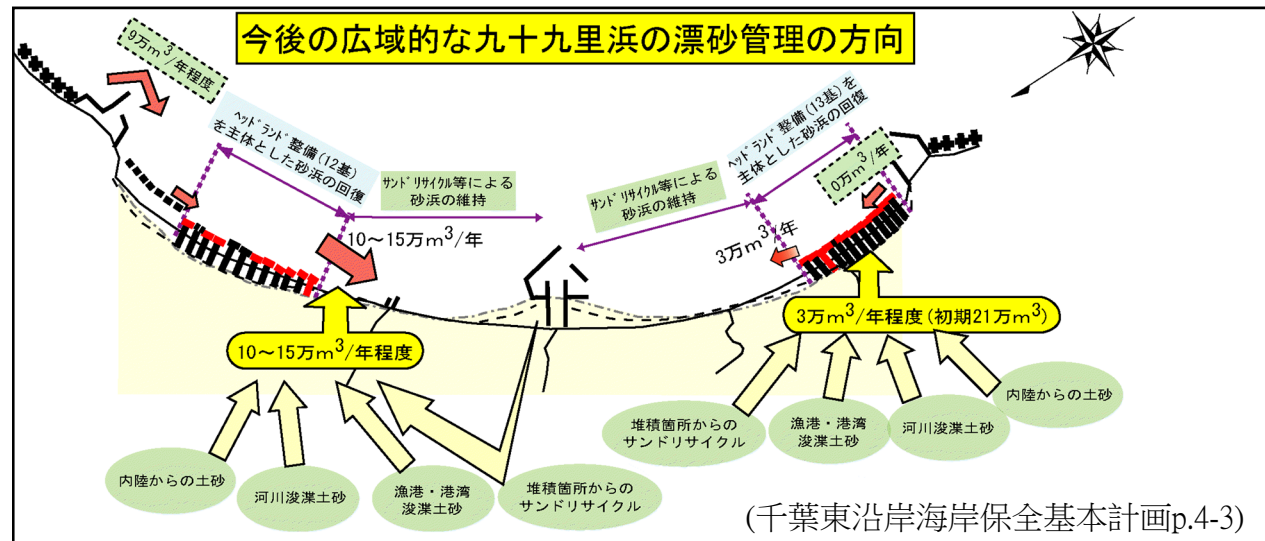 今後の広域的な九十九里浜の漂砂管理の方向
9万m³/年程度
ﾍｯﾄﾞﾗﾝﾄﾞ整備(12基)
を主体とした砂浜の回復
ｻﾝﾄﾞﾘｻｲｸﾙ等による
砂浜の維持
10～15万m³/年
ｻﾝﾄﾞﾘｻｲｸﾙ等による
砂浜の維持
ﾍｯﾄﾞﾗﾝﾄﾞ整備(13基)を
主体とした砂浜の回復
0万m³/年
3万m³/年
10～15万m³/年程度
3万m³/年程度(初期21万m³)
内陸からの土砂
河川浚渫土砂
漁港・港湾
浚渫土砂
堆積箇所からの
サンドリサイクル
堆積箇所からの
サンドリサイクル
漁港・港湾
浚渫土砂
河川浚渫土砂
内陸からの土砂
(千葉東沿岸海岸保全基本計画p.4-3)